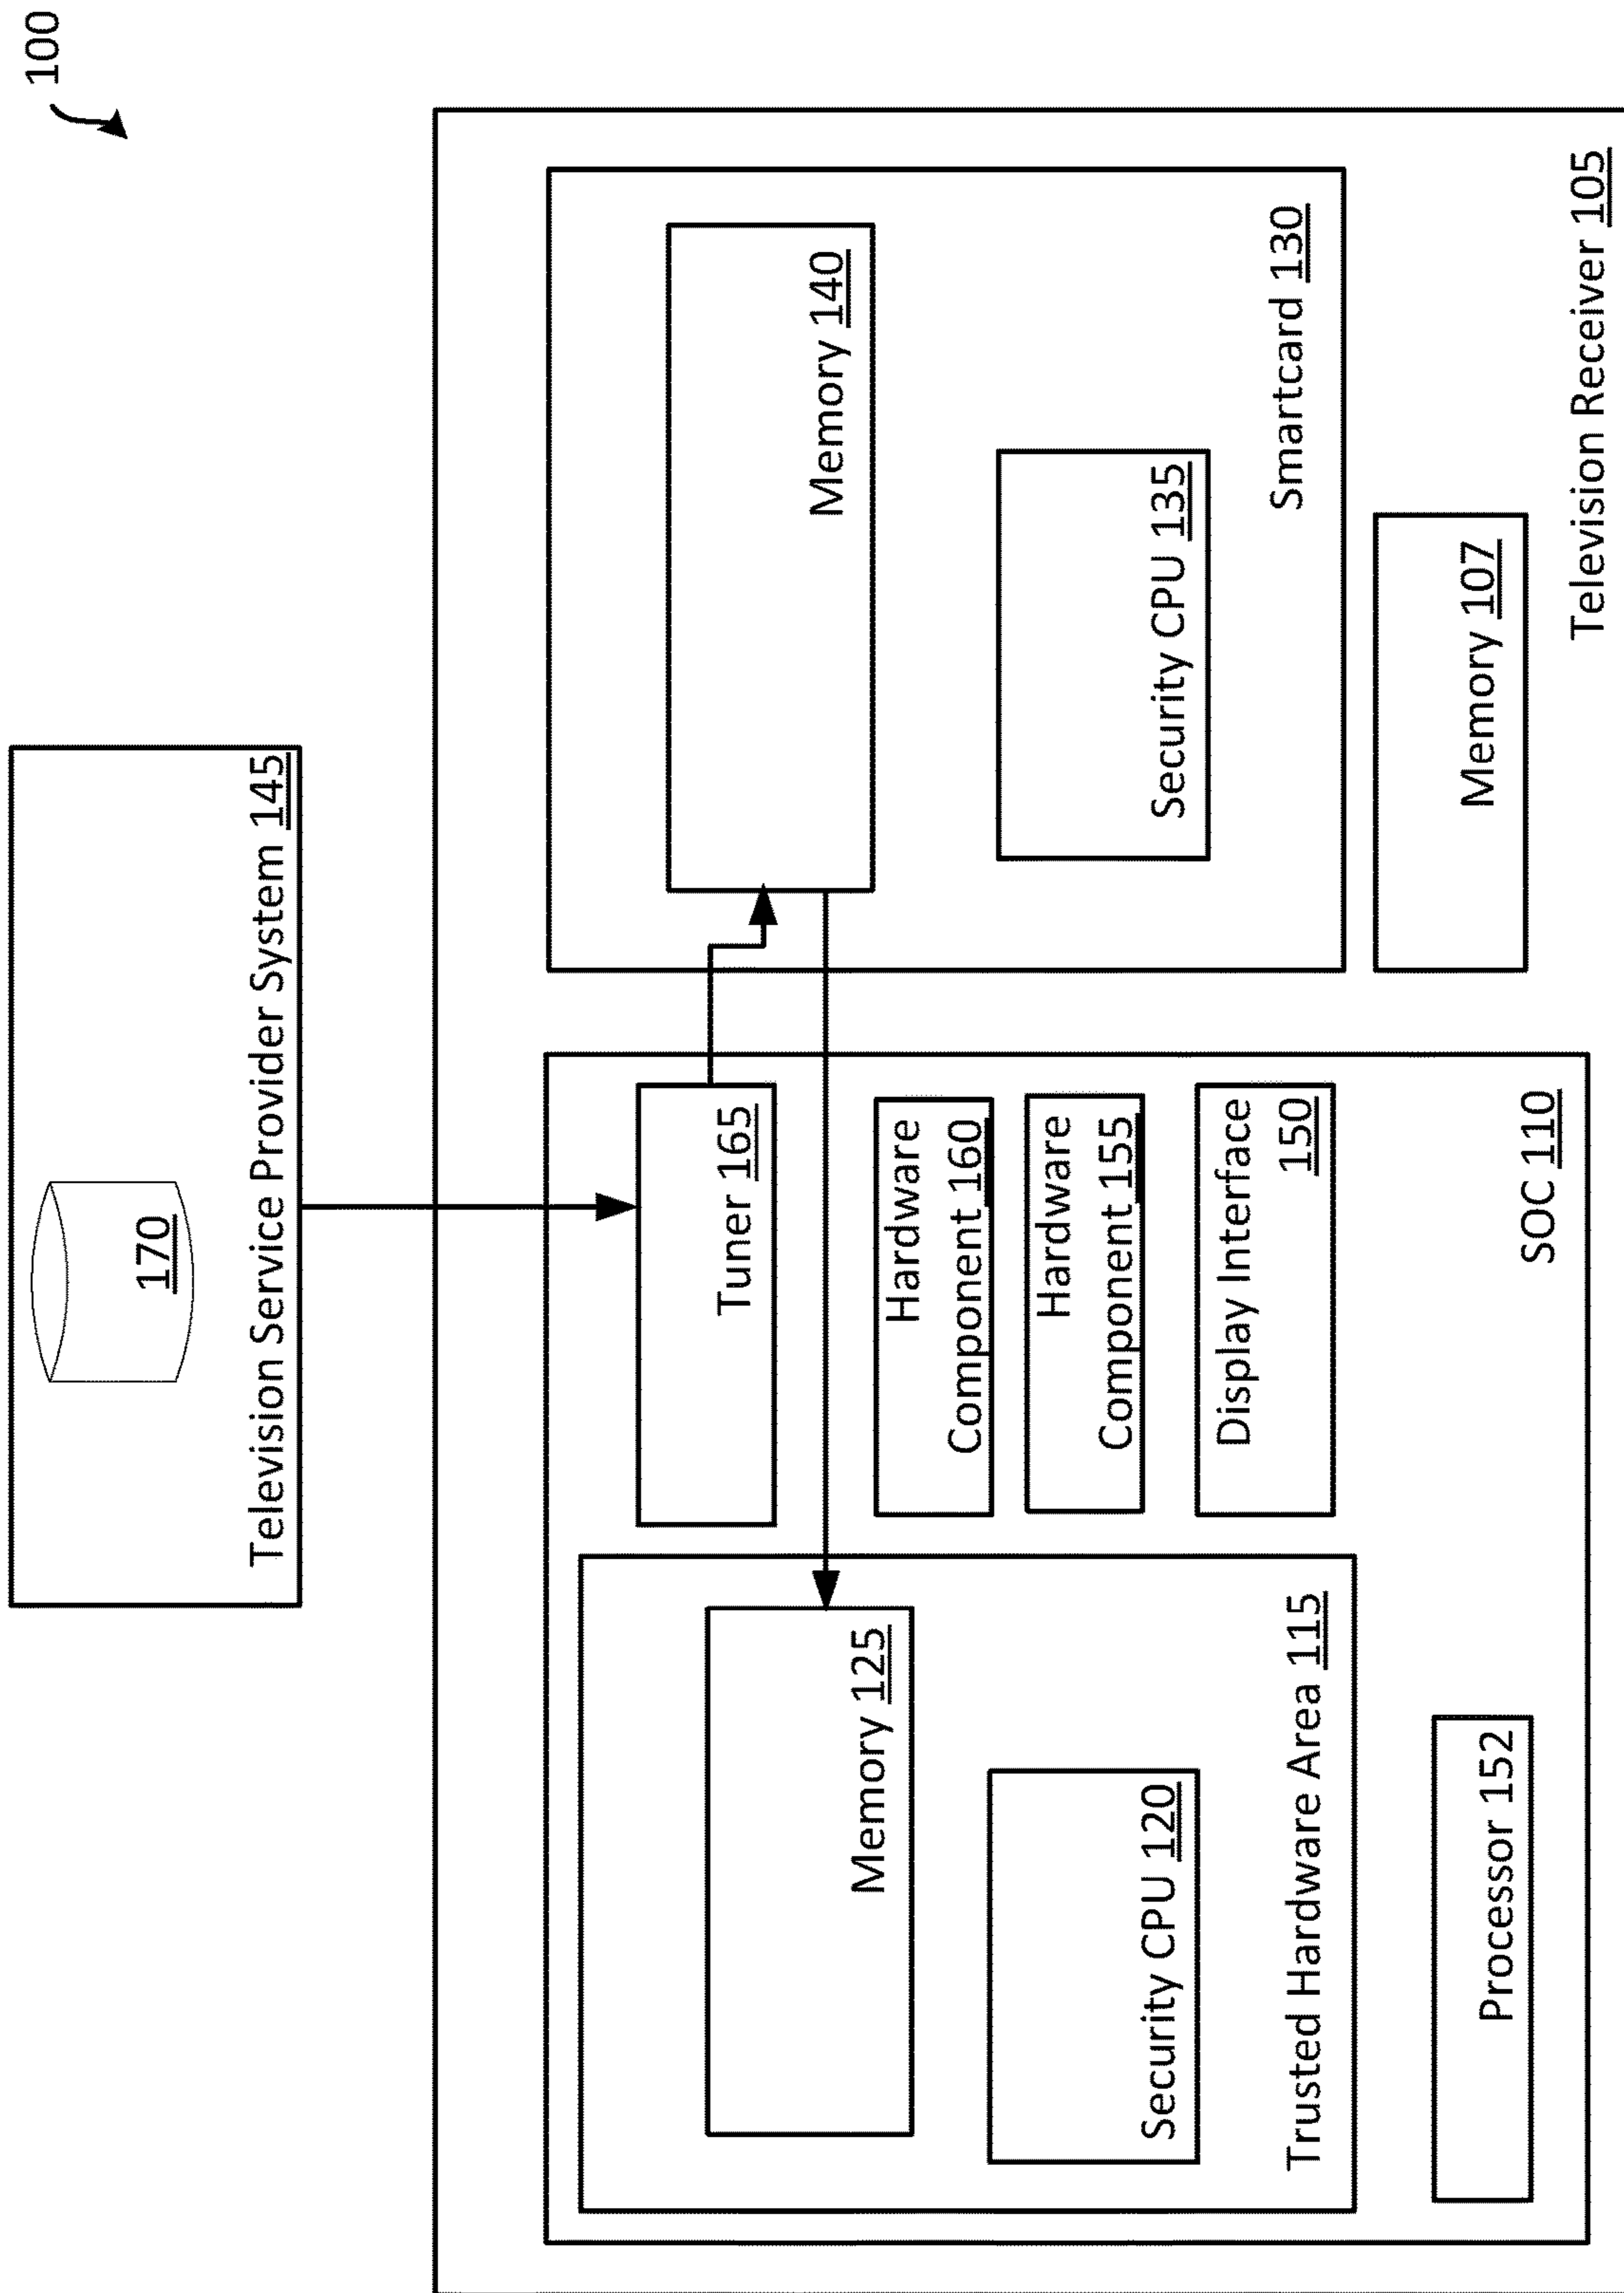 100
170
Television Service Provider System 145
Tuner 165
Memory 140
Memory 125
Hardware
Component 160
Hardware
Component 155
Security CPU 120
Security CPU 135
Display Interface
150
Trusted Hardware Area 115
Smartcard 130
Processor 152
Memory 107
SOC 110
Television Receiver 105